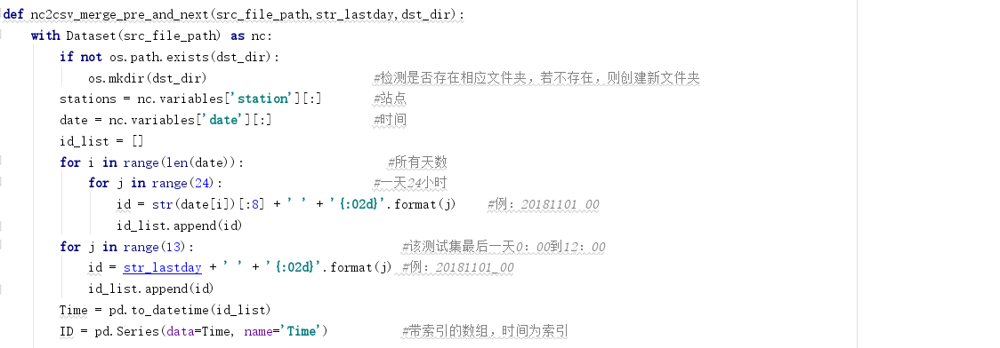 def nc2csv_merge_pre_and_next(src_file_path,str_lastday,dst_dir):
    with Dataset(src_file_path) as nc:
        if not os.path.exists(dst_dir):
            os.mkdir(dst_dir)                       #检测是否存在相应文件夹，若不存在，则创建新文件夹
        stations = nc.variables['station'][:]       #站点
        date = nc.variables['date'][:]              #时间
        id_list = []
        for i in range(len(date)):                    #所有天数
            for j in range(24):                     #一天24小时
                id = str(date[i])[:8] + ' ' + '{:02d}'.format(j)    #例：20181101_00
                id_list.append(id)
        for j in range(13):                             #该测试集最后一天0：00到12：00
            id = str_lastday + ' ' + '{:02d}'.format(j) #例：20181101_00
            id_list.append(id)
        Time = pd.to_datetime(id_list)
        ID = pd.Series(data=Time, name='Time')              #带索引的数组，时间为索引